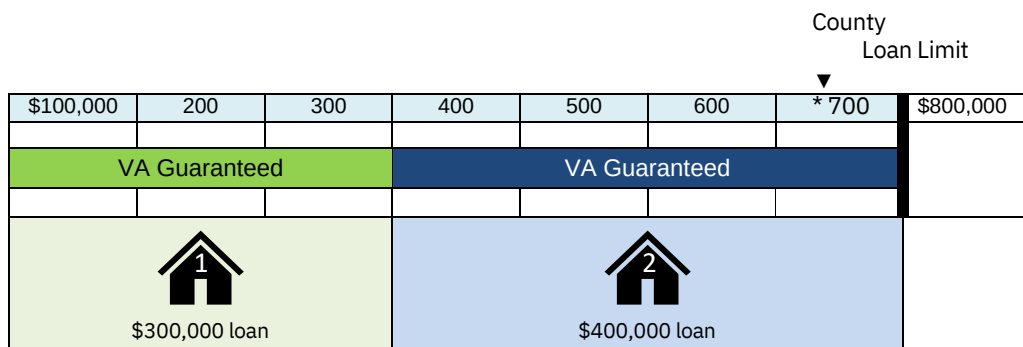 County
Loan Limit
▼
$100,000 200 300 400 500 600 * 700 $800,000
VA Guaranteed VA Guaranteed
1 2
$300,000 loan $400,000 loan